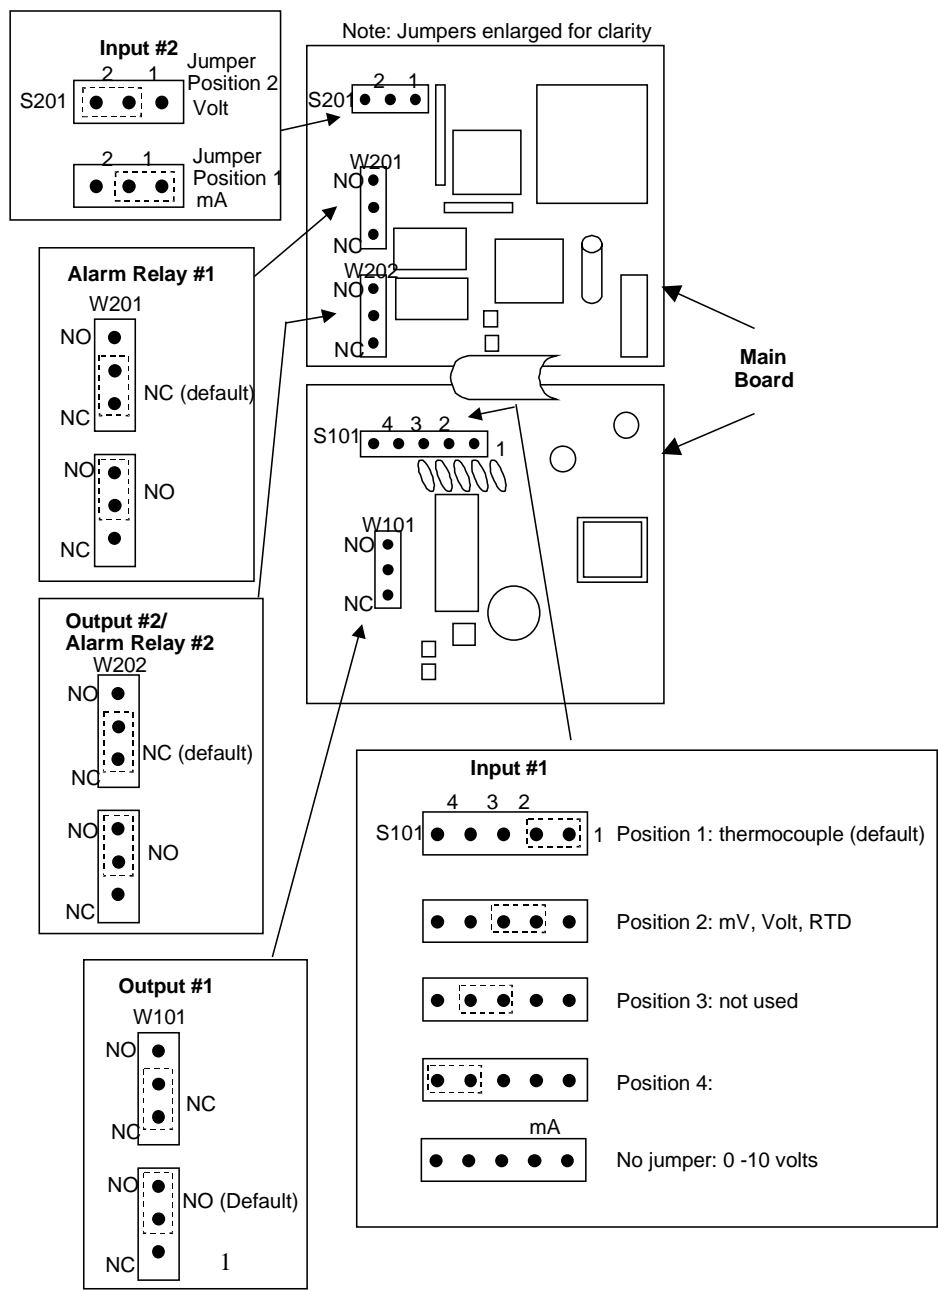 Note: Jumpers enlarged for clarity
Input #2
2 1
Jumper
Position 2
S201
Volt
2 1
Jumper
Position 1
mA
2 1
S201
W201
NO
NC
W202
NO
NC
Alarm Relay #1
W201
NO
NC (default)
NC
NO
NO
NC
Main
Board
4 3 2
S101
1
W101
NO
NC
Output #2/
Alarm Relay #2
W202
NO
NC (default)
NC
NO
NO
NC
Input #1
4 3 2
S101
1
Position 1: thermocouple (default)
Position 2: mV, Volt, RTD
Position 3: not used
Position 4:
mA
No jumper: 0 -10 volts
Output #1
W101
NO
NC
NC
NO
NO (Default)
NC
1